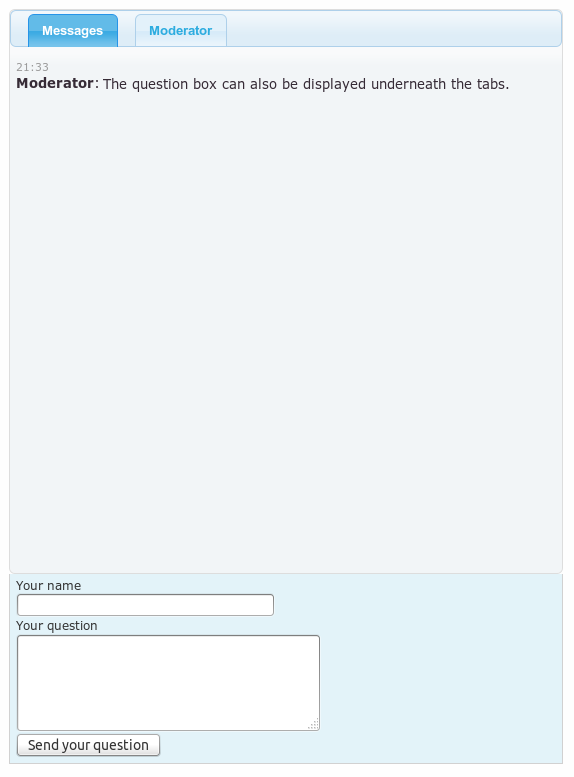 Messages Moderator
21:33
Moderator: The question box can also be displayed underneath the tabs.
Your name
Your question
Send your question